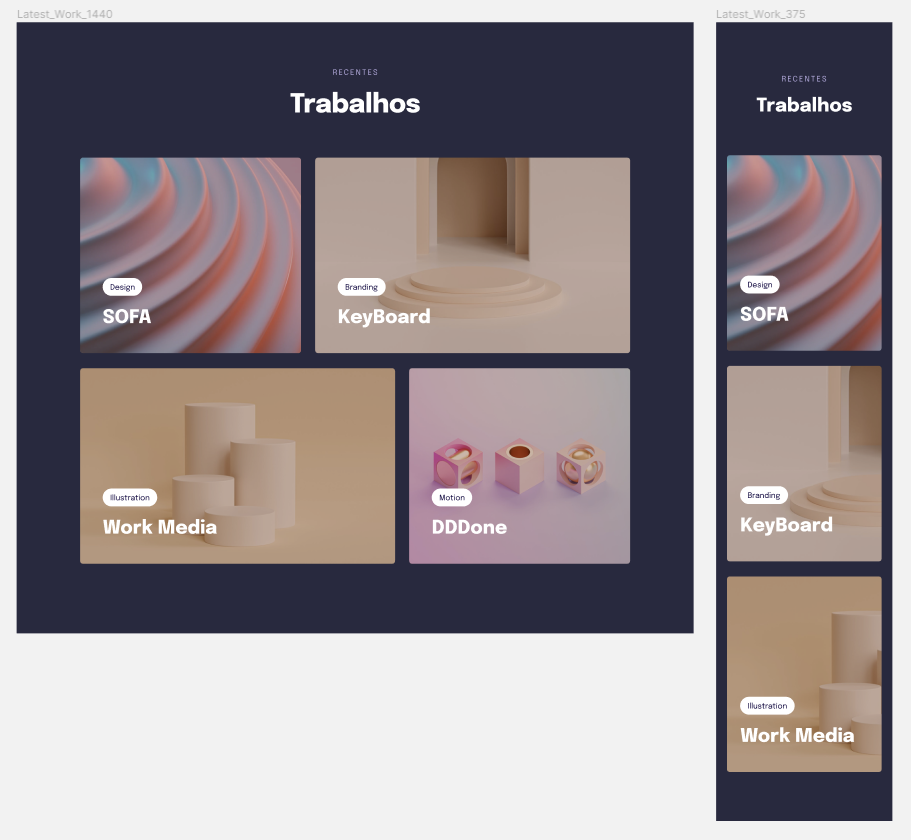 Latest_Work_1440
RECENTES
Trabalhos
Design
SOFA
Branding
KeyBoard
Illustration
Work Media
Motion
DDDone
Latest_Work_375
RECENTES
Trabalhos
Design
SOFA
Branding
KeyBoard
Illustration
Work Media